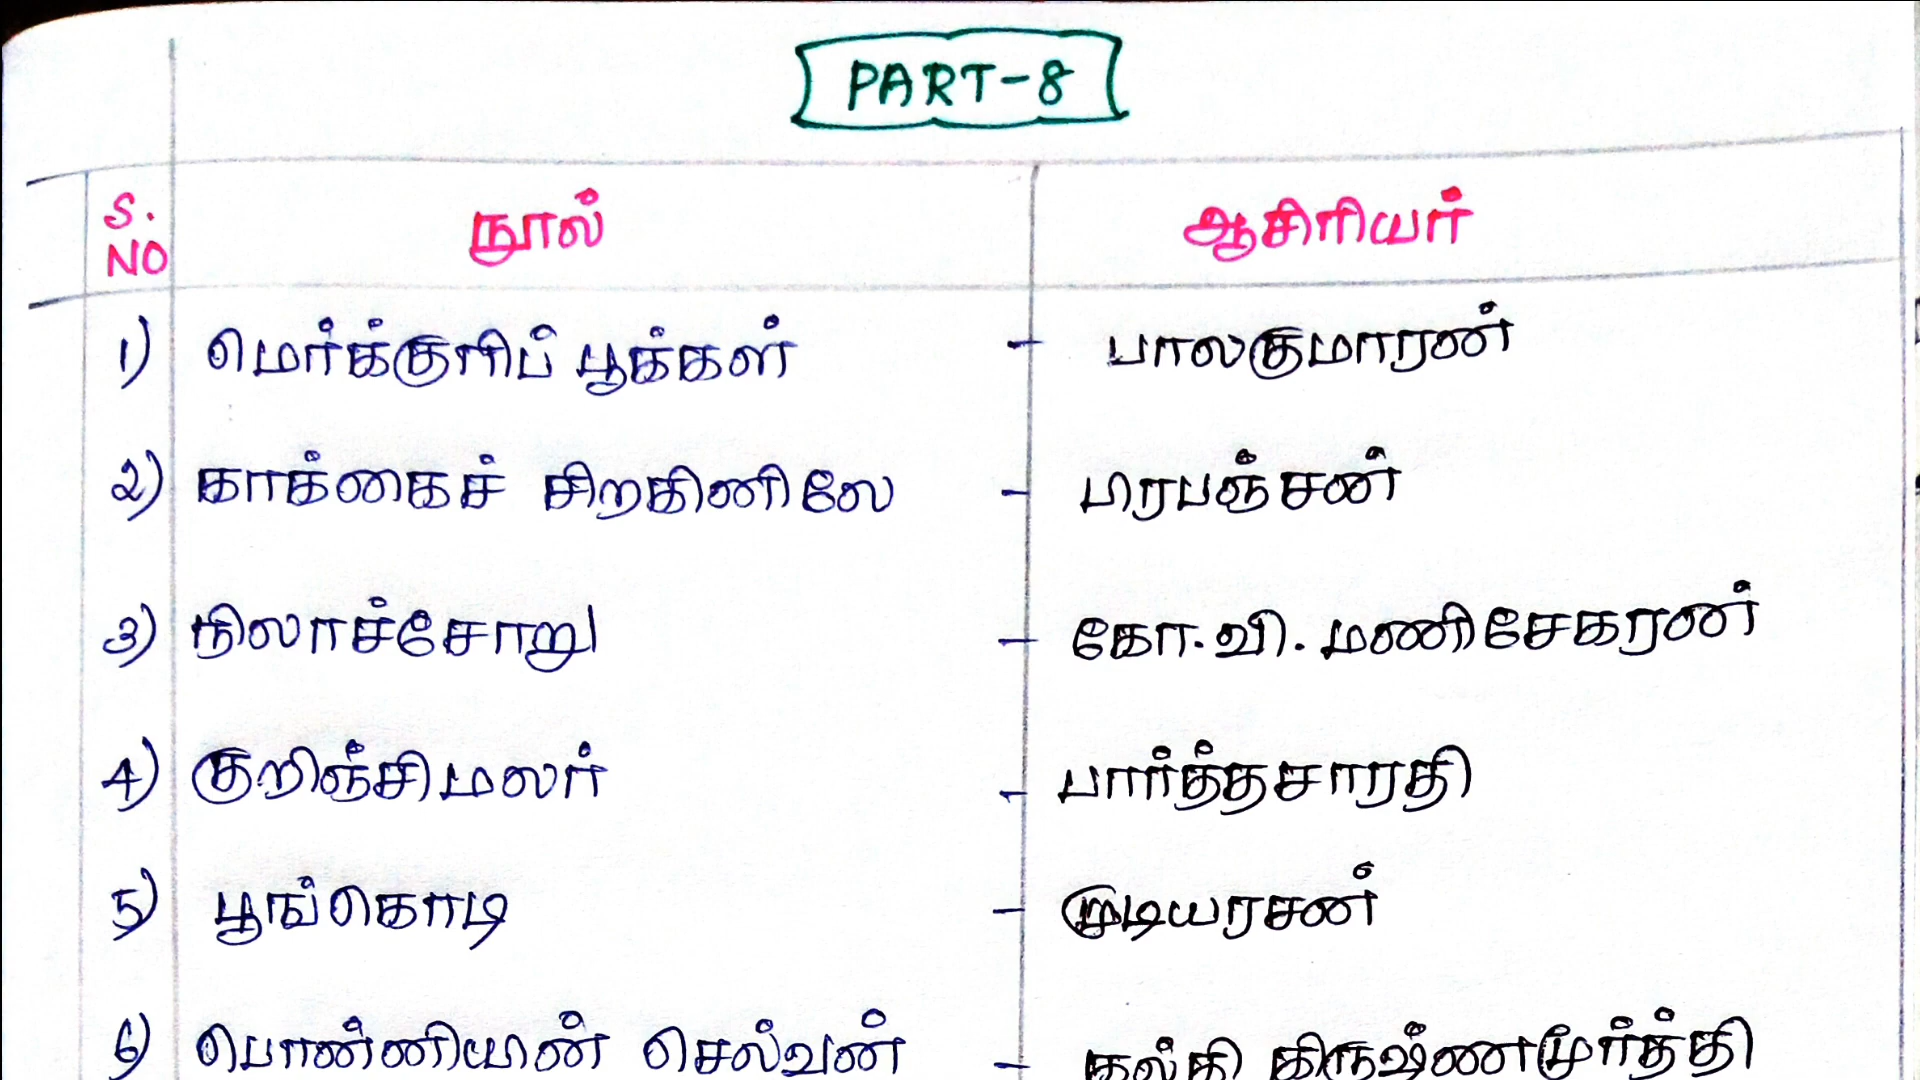 PART-8
S. NO நூல் ஆசிரியர்
1) மெர்க்குரிப் பூக்கள் - பாலகுமாரன்
2) காக்கைச் சிறகினிலே - பிரபஞ்சன்
3) நிலாச்சோறு - கோ.வி. மணிசேகரன்
4) குறிஞ்சி மலர் - பார்த்தசாரதி
5) பூங்கொடி - முடியரசன்
6) பொன்னியின் செல்வன் - கல்கி கிருஷ்ணமூர்த்தி